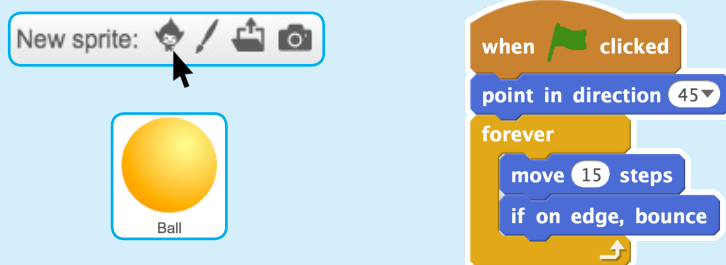 New sprite:
Ball
when clicked
point in direction 45
forever
move 15 steps
if on edge, bounce